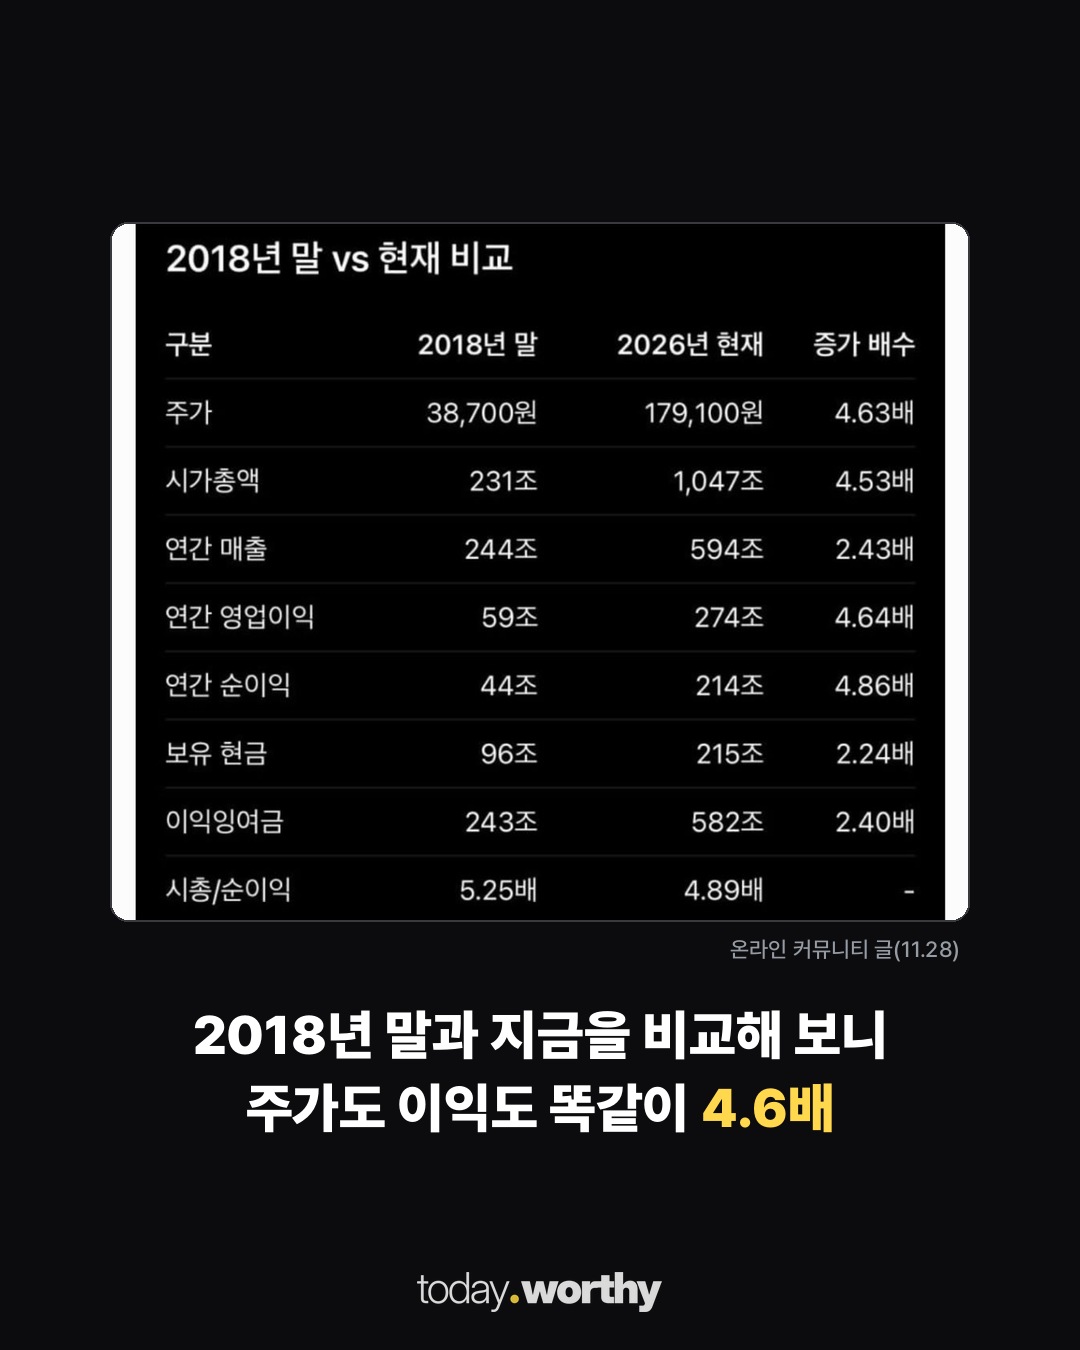 2018년 말 vs 현재 비교
구분 2018년 말 2026년 현재 증가 배수
주가 38,700원 179,100원 4.63배
시가총액 231조 1,047조 4.53배
연간 매출 244조 594조 2.43배
연간 영업이익 59조 274조 4.64배
연간 순이익 44조 214조 4.86배
보유 현금 96조 215조 2.24배
이익잉여금 243조 582조 2.40배
시총/순이익 5.25배 4.89배 -
온라인 커뮤니티 글(11.28)
2018년 말과 지금을 비교해 보니
주가도 이익도 똑같이 4.6배
today.worthy